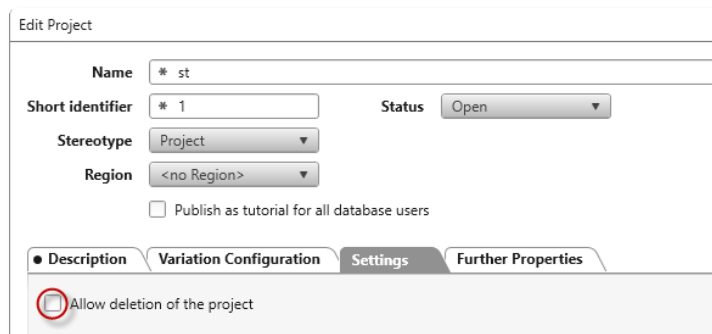 Edit Project
Name * st
Short identifier * 1 Status Open
Stereotype Project
Region <no Region>
Publish as tutorial for all database users
● Description Variation Configuration Settings Further Properties
Allow deletion of the project